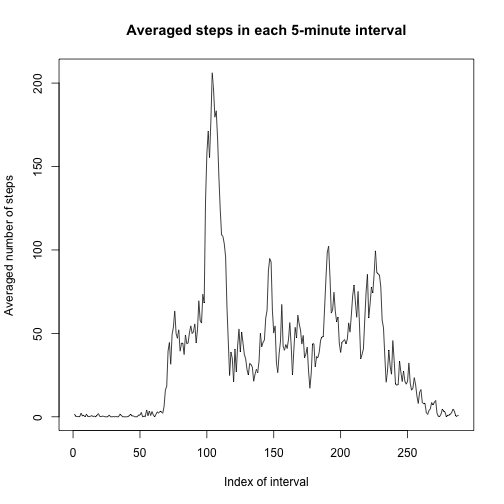 Averaged steps in each 5-minute interval
Averaged number of steps
200
150
100
50
0
0 50 100 150 200 250
Index of interval